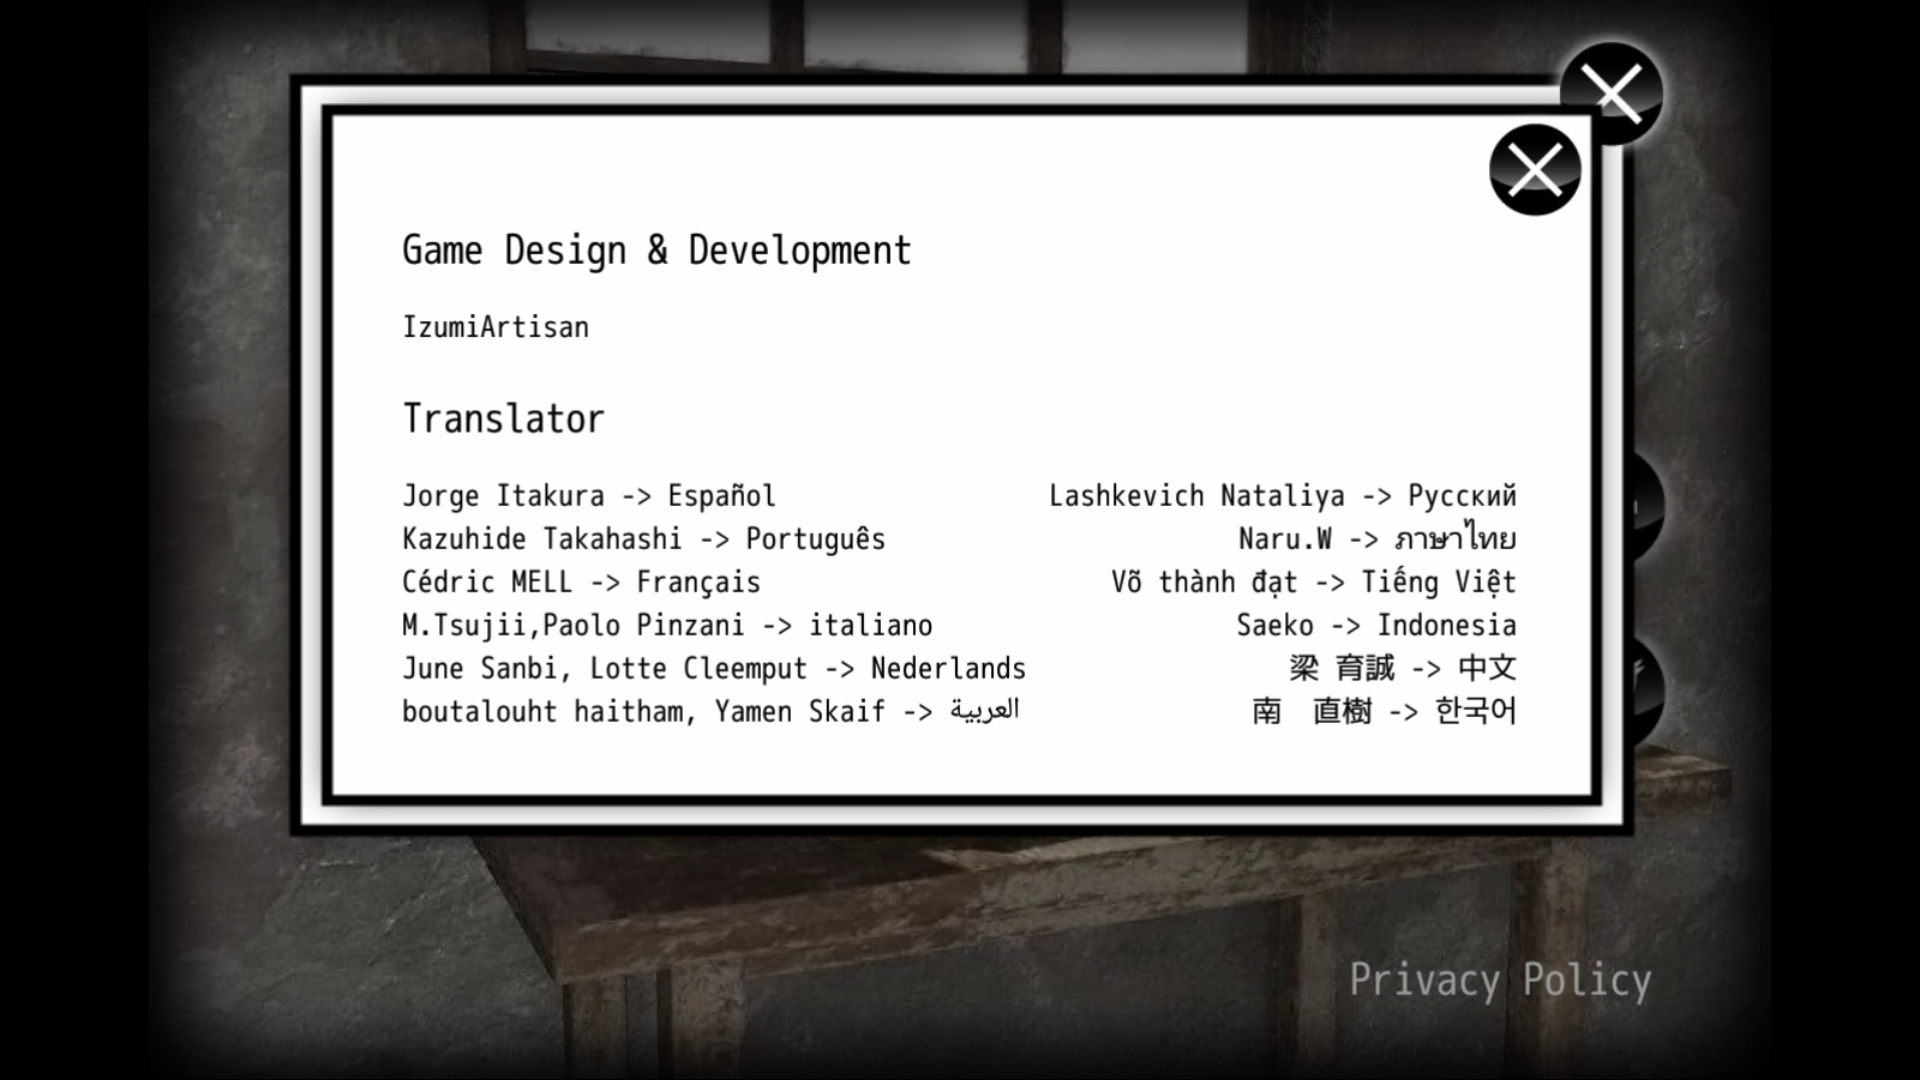 Game Design & Development
IzumiArtisan
Translator
Jorge Itakura -> Español
Kazuhide Takahashi -> Português
Cédric MELL -> Français
M.Tsujii,Paolo Pinzani -> italiano
June Sanbi, Lotte Cleemput -> Nederlands
boutalouht haitham, Yamen Skaif -> العربية
Lashkevich Nataliya -> Русский
Naru.W -> ภาษาไทย
Võ thành đạt -> Tiếng Việt
Saeko -> Indonesia
梁 育誠 -> 中文
南　直樹 -> 한국어
Privacy Policy